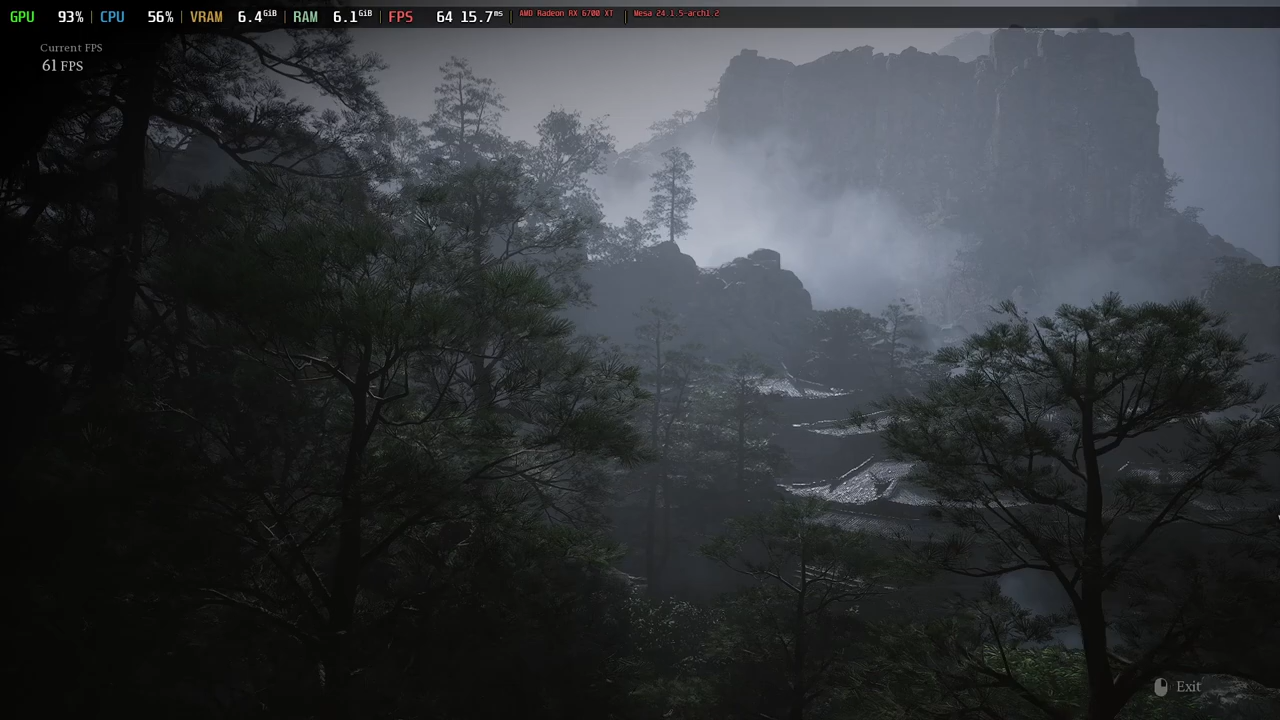 GPU 93% | CPU 56% | VRAM 6.4GiB | RAM 6.1GiB | FPS 64 15.7ms | AMD Radeon RX 6700 XT | Mesa 24.1.5-arch1.2
Current FPS
61 FPS
Exit